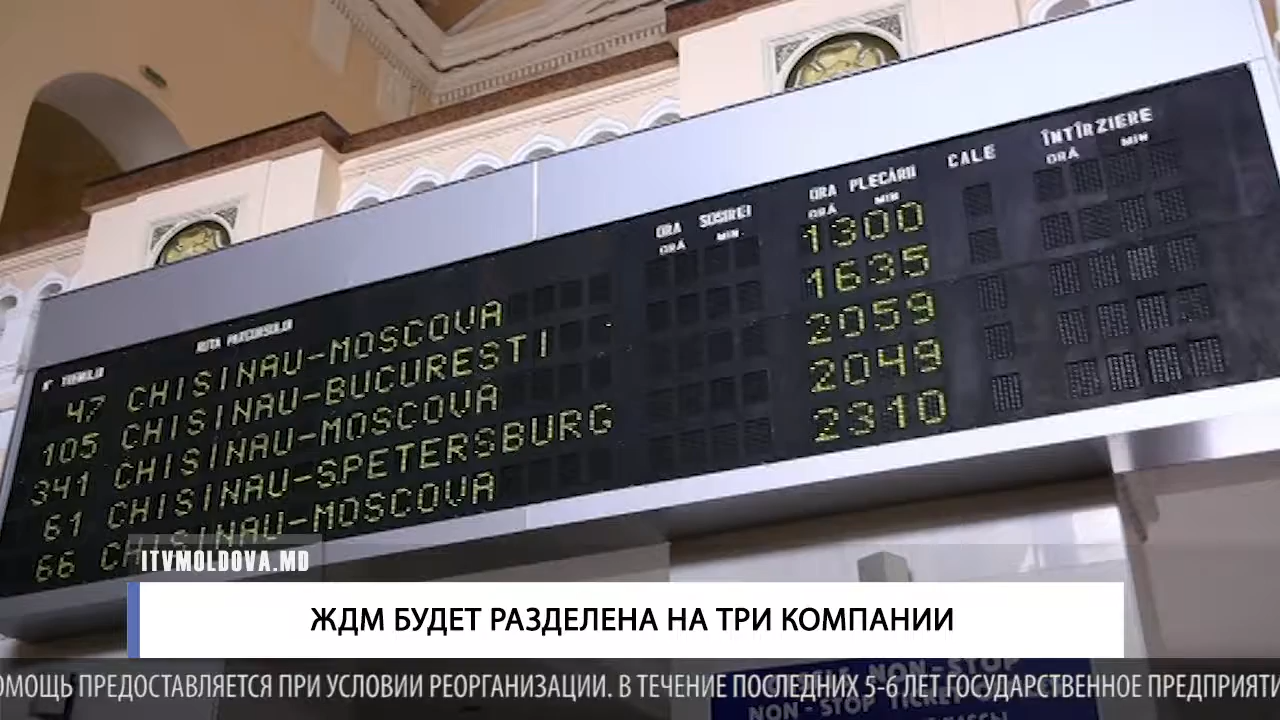 Nº TRENULUI RUTA PARCURSULUI ORA SOSIREI ORA PLECĂRII CALE ÎNTÎRZIERE
ORĂ MIN ORĂ MIN ORĂ MIN
47 CHISINAU-MOSCOVA 1300
105 CHISINAU-BUCURESTI 1635
341 CHISINAU-MOSCOVA 2059
61 CHISINAU-S.PETERSBURG 2049
66 CHISINAU-MOSCOVA 2310
ITVMOLDOVA.MD
ЖДМ БУДЕТ РАЗДЕЛЕНА НА ТРИ КОМПАНИИ
NON-STOP
ОМОЩЬ ПРЕДОСТАВЛЯЕТСЯ ПРИ УСЛОВИИ РЕОРГАНИЗАЦИИ. В ТЕЧЕНИЕ ПОСЛЕДНИХ 5-6 ЛЕТ ГОСУДАРСТВЕННОЕ ПРЕДПРИЯТИ
NON-STOP TICKET